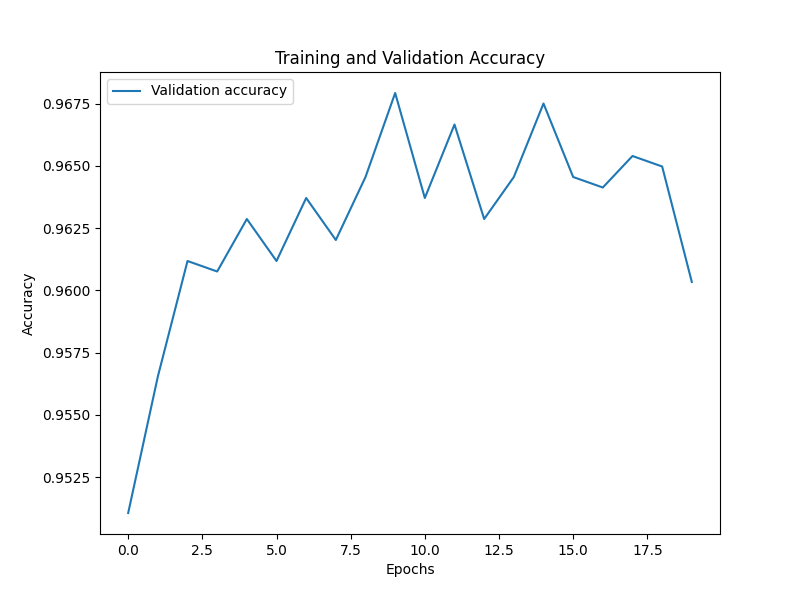 Training and Validation Accuracy
Validation accuracy
0.9675
0.9650
0.9625
0.9600
0.9575
0.9550
0.9525
Accuracy
0.0 2.5 5.0 7.5 10.0 12.5 15.0 17.5
Epochs